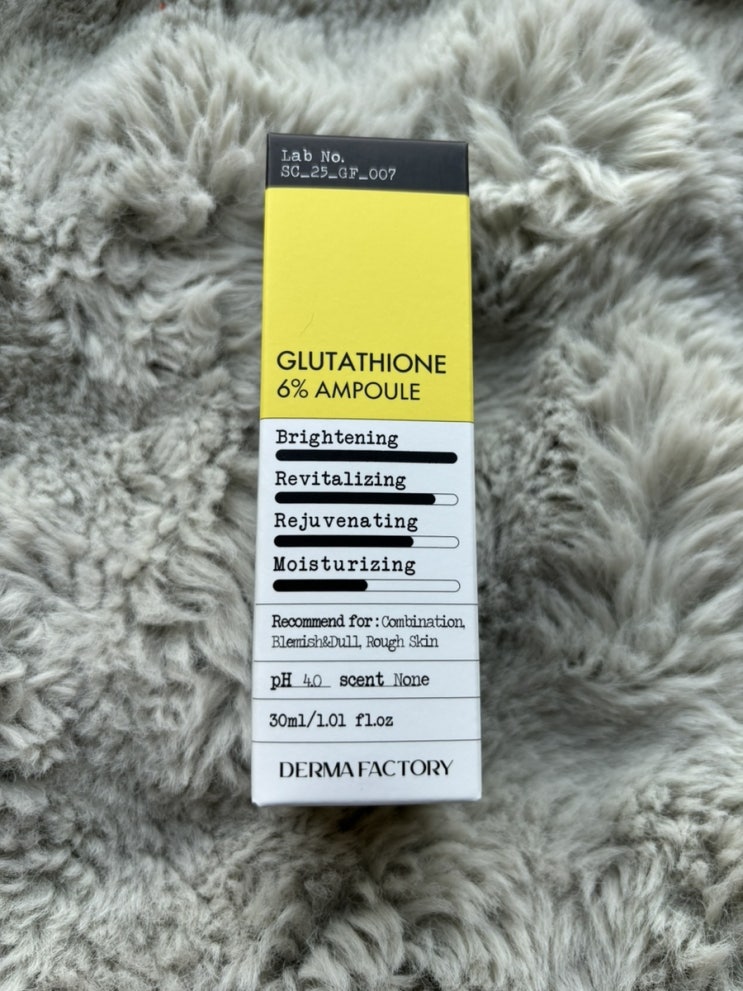 Lab No.
SC_25_GF_007
GLUTATHIONE
6% AMPOULE
Brightening
Revitalizing
Rejuvenating
Moisturizing
Recommend for: Combination,
Blemish&Dull, Rough Skin
pH 4.0 scent None
30ml/1.01 fl.oz
DERMA FACTORY